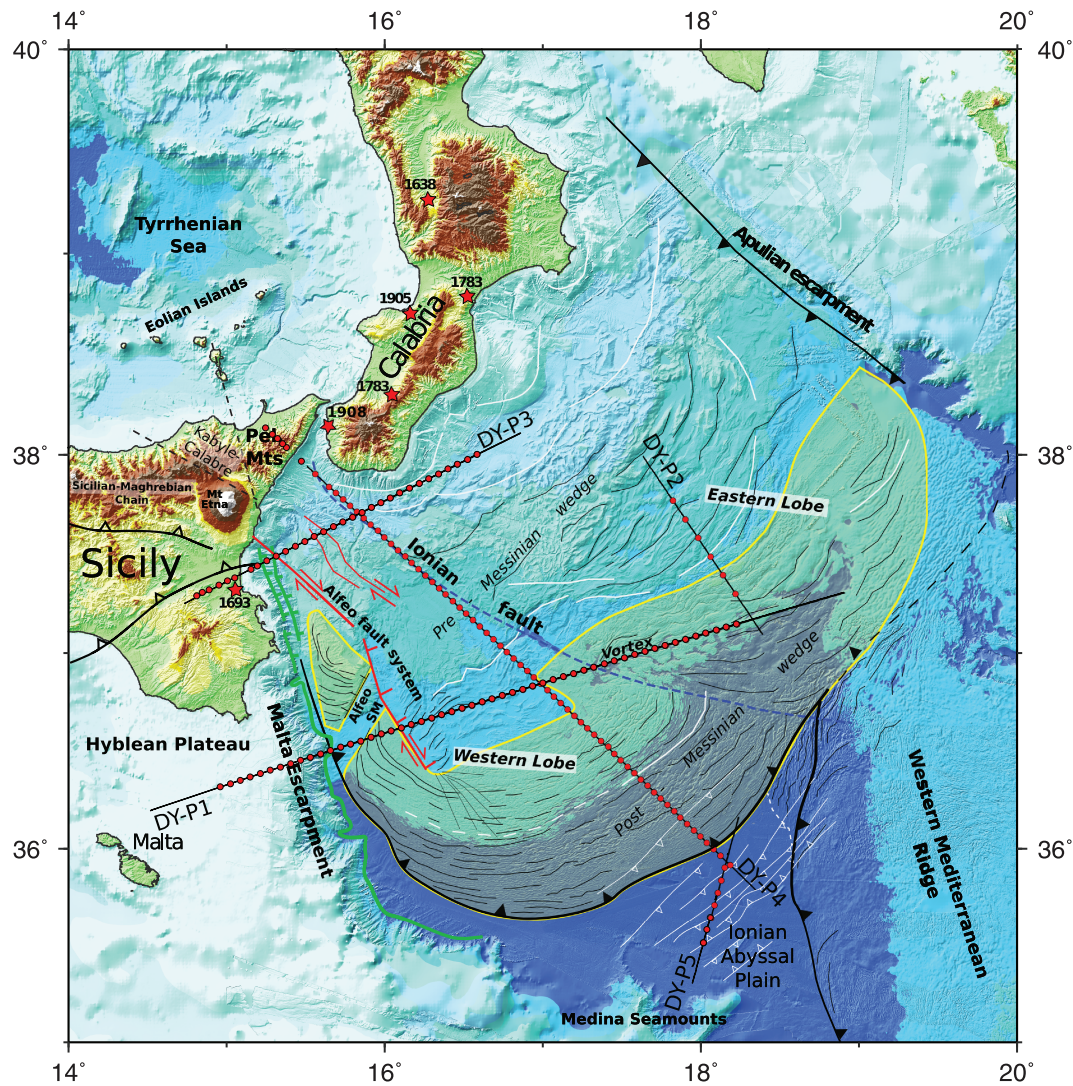 14°
16°
18°
20°
40°
40°
1638
Tyrrhenian
Sea
Apulian escarpment
1783
Eolian Islands
1905
Calabria
1783
1908
Pel.
Mts
Kabylo-
Calabre
DY-P3
DY-P2
38°
38°
Sicilian-Maghrebian
Chain
Mt
Etna
wedge
Eastern Lobe
Sicily
Ionian
Messinian
1693
Alfeo fault system
fault
Pre
Vortex
wedge
Alfeo
SM
Malta Escarpment
Messinian
Hyblean Plateau
Western Lobe
Western Mediterranean
Ridge
DY-P1
Post
Malta
36°
36°
DY-P4
Ionian
Abyssal
Plain
DY-P5
Medina Seamounts
14°
16°
18°
20°